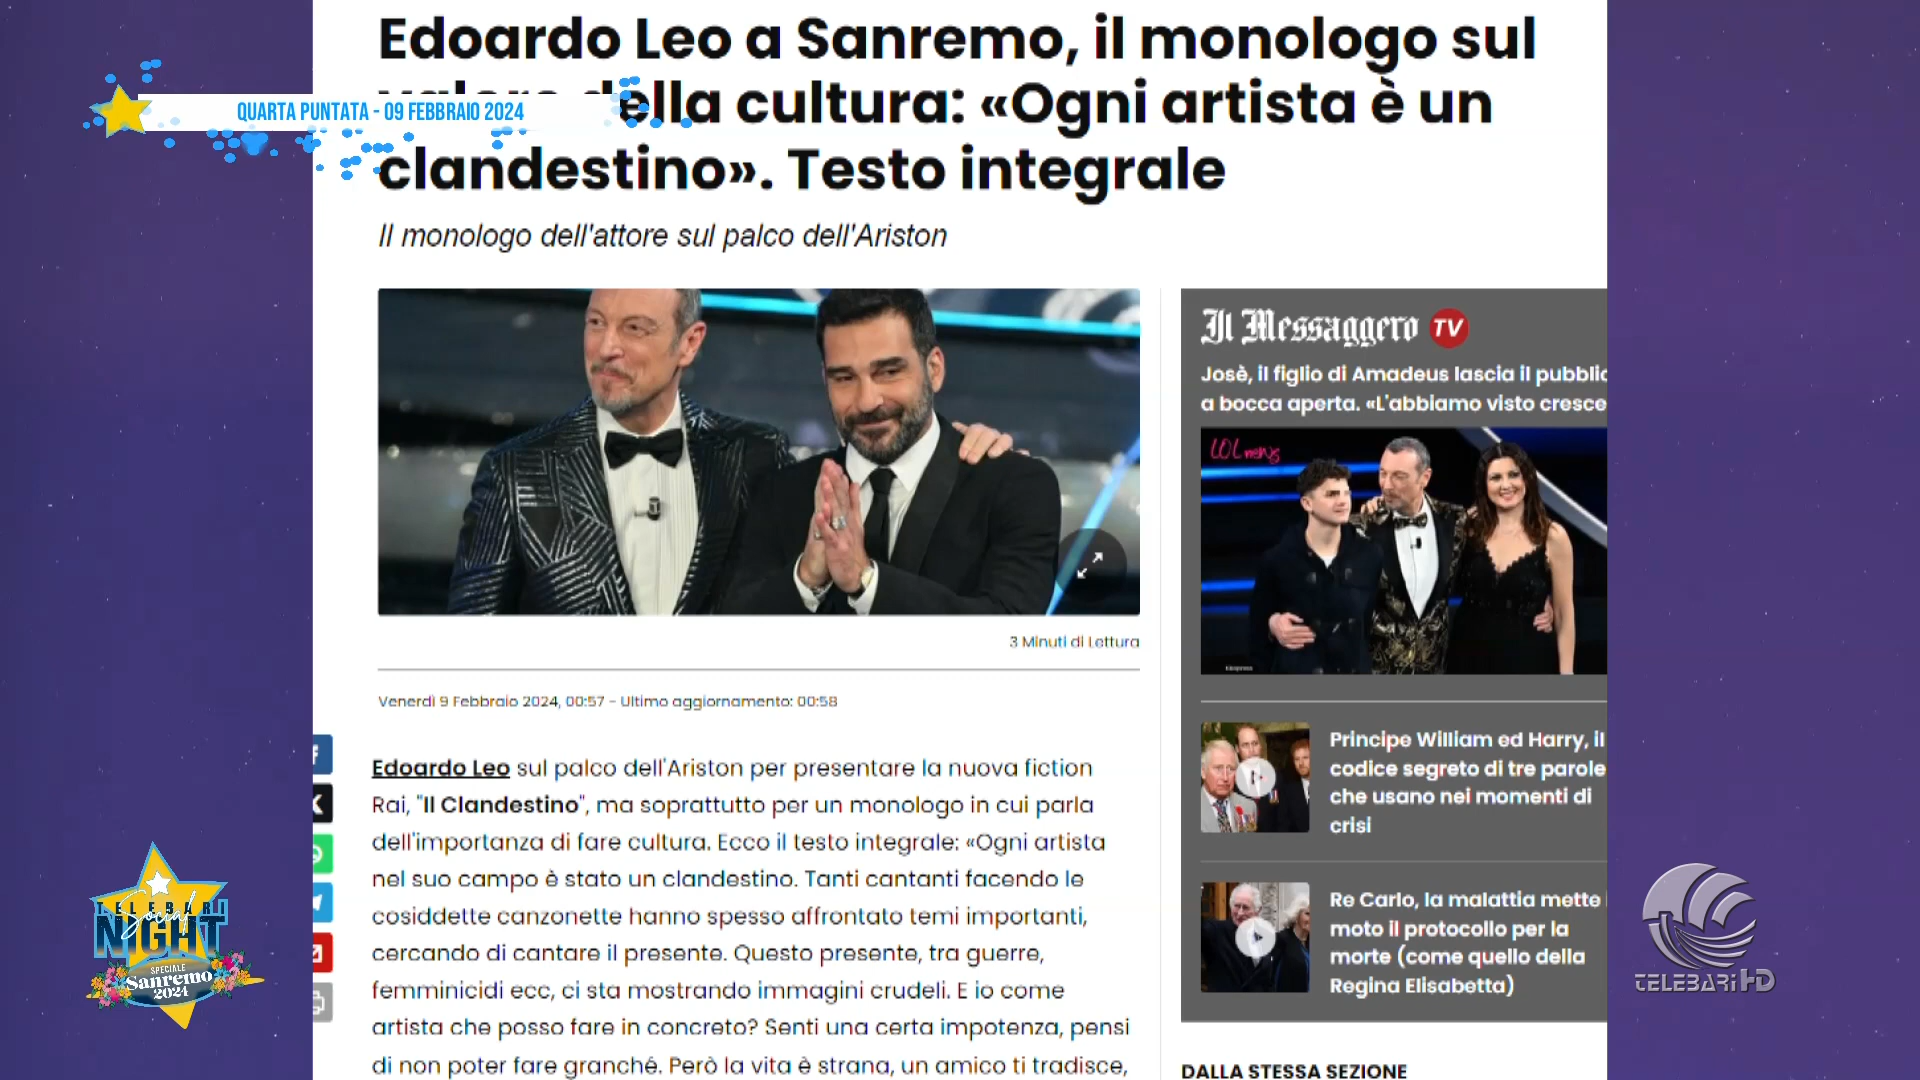 Edoardo Leo a Sanremo, il monologo sul
della cultura: «Ogni artista è un
clandestino». Testo integrale
QUARTA PUNTATA - 09 FEBBRAIO 2024
Il monologo dell'attore sul palco dell'Ariston
3 Minuti di Lettura
Venerdì 9 Febbraio 2024, 00:57 - Ultimo aggiornamento: 00:58
Edoardo Leo sul palco dell'Ariston per presentare la nuova fiction
Rai, "Il Clandestino", ma soprattutto per un monologo in cui parla
dell'importanza di fare cultura. Ecco il testo integrale: «Ogni artista
nel suo campo è stato un clandestino. Tanti cantanti facendo le
cosiddette canzonette hanno spesso affrontato temi importanti,
cercando di cantare il presente. Questo presente, tra guerre,
femminicidi ecc, ci sta mostrando immagini crudeli. E io come
artista che posso fare in concreto? Senti una certa impotenza, pensi
di non poter fare granché. Però la vita è strana, un amico ti tradisce,
Il Messaggero TV
Josè, il figlio di Amadeus lascia il pubblic
a bocca aperta. «L'abbiamo visto cresce
LOL news
Principe William ed Harry, il
codice segreto di tre parole
che usano nei momenti di
crisi
Re Carlo, la malattia mette
moto il protocollo per la
morte (come quello della
Regina Elisabetta)
DALLA STESSA SEZIONE
TELEBARI
Social
NIGHT
SPECIALE
Sanremo
2024
TELEBARI HD